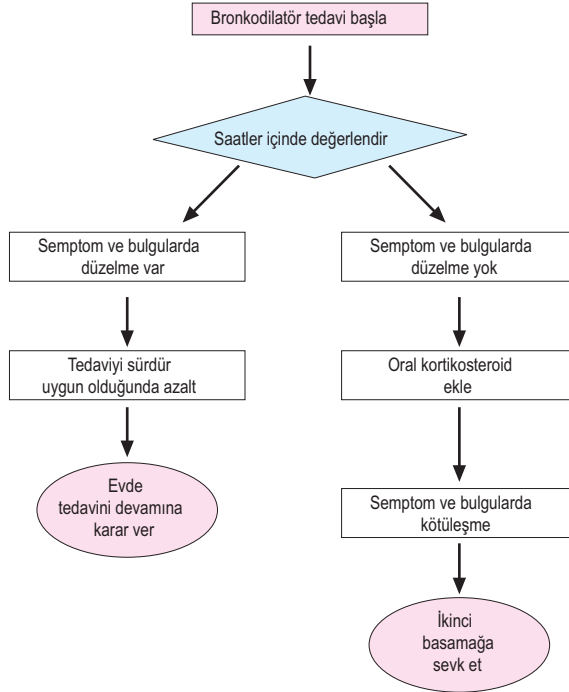 Bronkodilatör tedavi başla
Saatler içinde değerlendir
Semptom ve bulgularda
düzelme var
Semptom ve bulgularda
düzelme yok
Tedaviyi sürdür
uygun olduğunda azalt
Oral kortikosteroid
ekle
Evde
tedavini devamına
karar ver
Semptom ve bulgularda
kötüleşme
İkinci
basamağa
sevk et